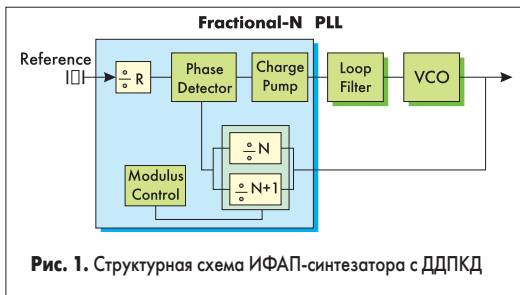 Fractional-N PLL
Reference
÷ R
Phase
Detector
Charge
Pump
Loop
Filter
VCO
÷ N
÷ N+1
Modulus
Control
Рис. 1. Структурная схема ИФАП-синтезатора с ДДПКД